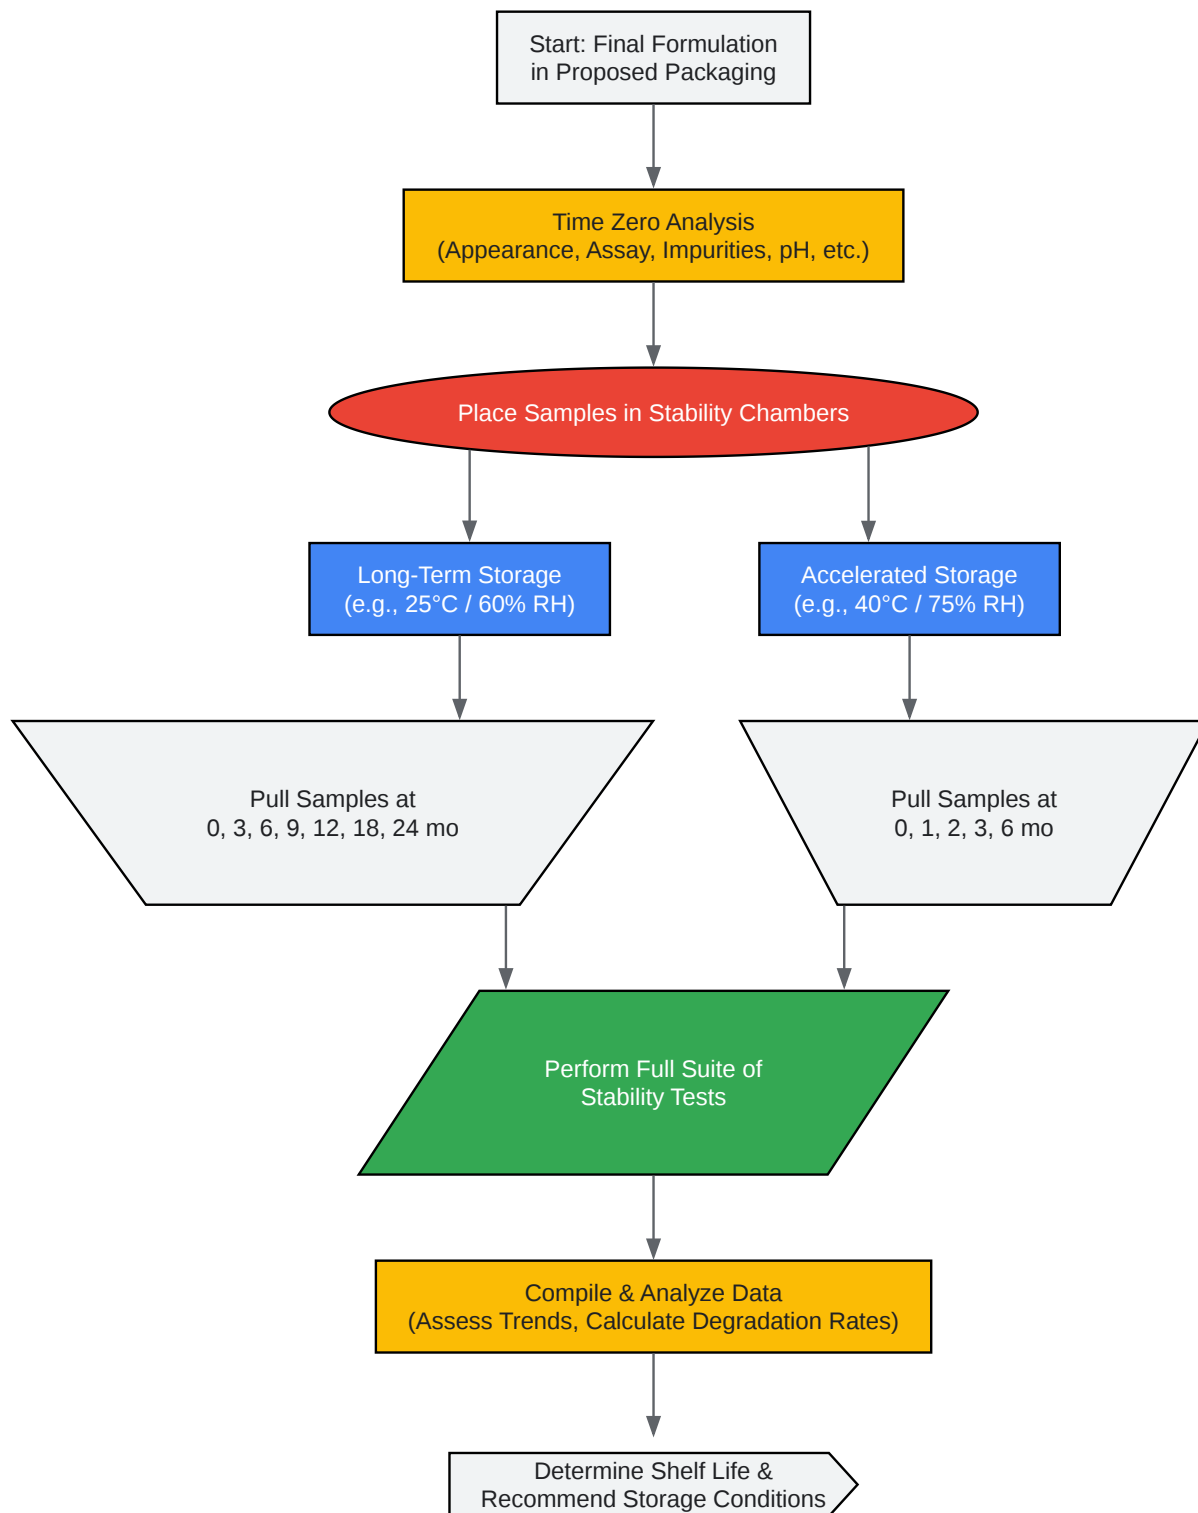 Start: Final Formulation
in Proposed Packaging
Time Zero Analysis
(Appearance, Assay, Impurities, pH, etc.)
Place Samples in Stability Chambers
Long-Term Storage
(e.g., 25°C / 60% RH)
Accelerated Storage
(e.g., 40°C / 75% RH)
Pull Samples at
0, 3, 6, 9, 12, 18, 24 mo
Pull Samples at
0, 1, 2, 3, 6 mo
Perform Full Suite of
Stability Tests
Compile & Analyze Data
(Assess Trends, Calculate Degradation Rates)
Determine Shelf Life &
Recommend Storage Conditions